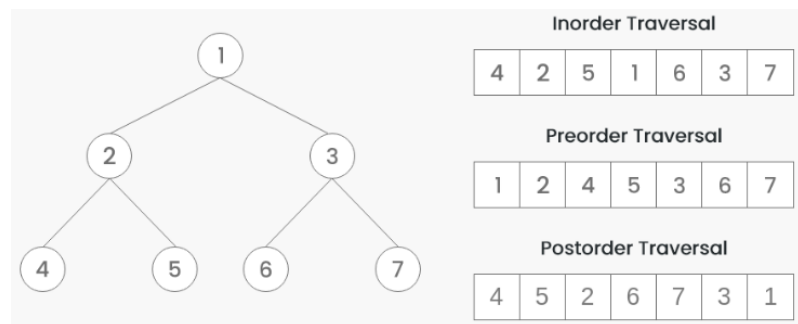 1
2 3
4 5 6 7
Inorder Traversal
4 2 5 1 6 3 7
Preorder Traversal
1 2 4 5 3 6 7
Postorder Traversal
4 5 2 6 7 3 1